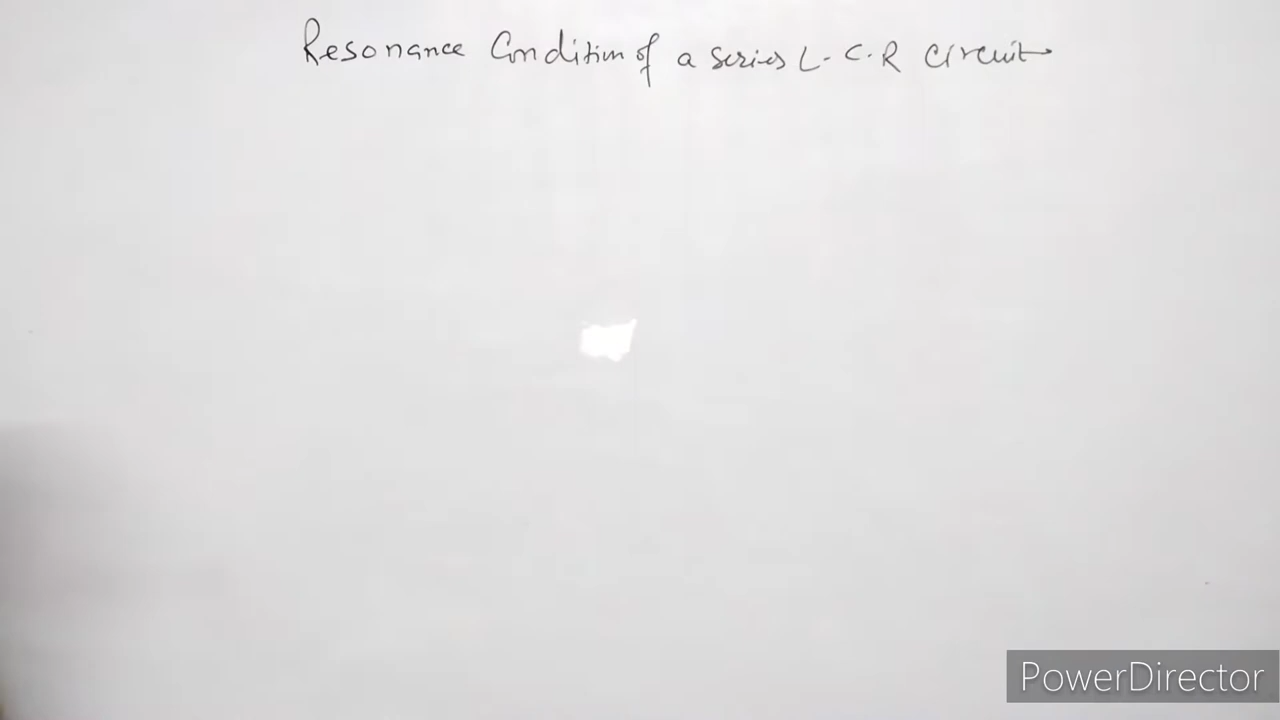 Resonance Condition of a series L-C-R circuit
PowerDirector